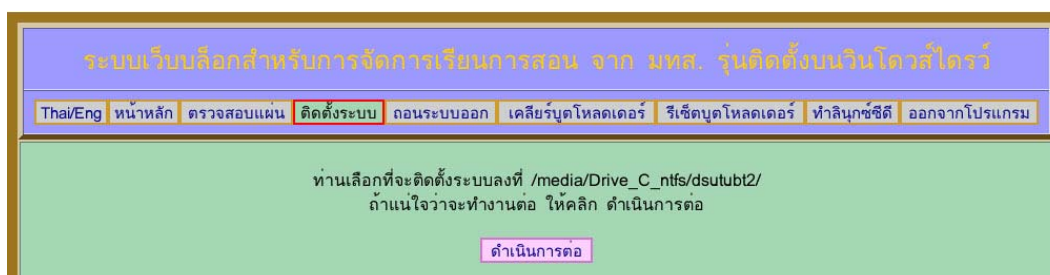 ระบบเว็บบล็อกสำหรับการจัดการเรียนการสอน จาก มทส. รุ่นติดตั้งบนวินโดวส์ไดรว์
Thai/Eng หน้าหลัก ตรวจสอบแผ่น ติดตั้งระบบ ถอนระบบออก เคลียร์บูตโหลดเดอร์ รีเซ็ตบูตโหลดเดอร์ ทำลินุกซ์ซีดี ออกจากโปรแกรม
ท่านเลือกที่จะติดตั้งระบบลงที่ /media/Drive_C_ntfs/dsutubt2/
ถ้าแน่ใจว่าจะทำงานต่อ ให้คลิก ดำเนินการต่อ
ดำเนินการต่อ